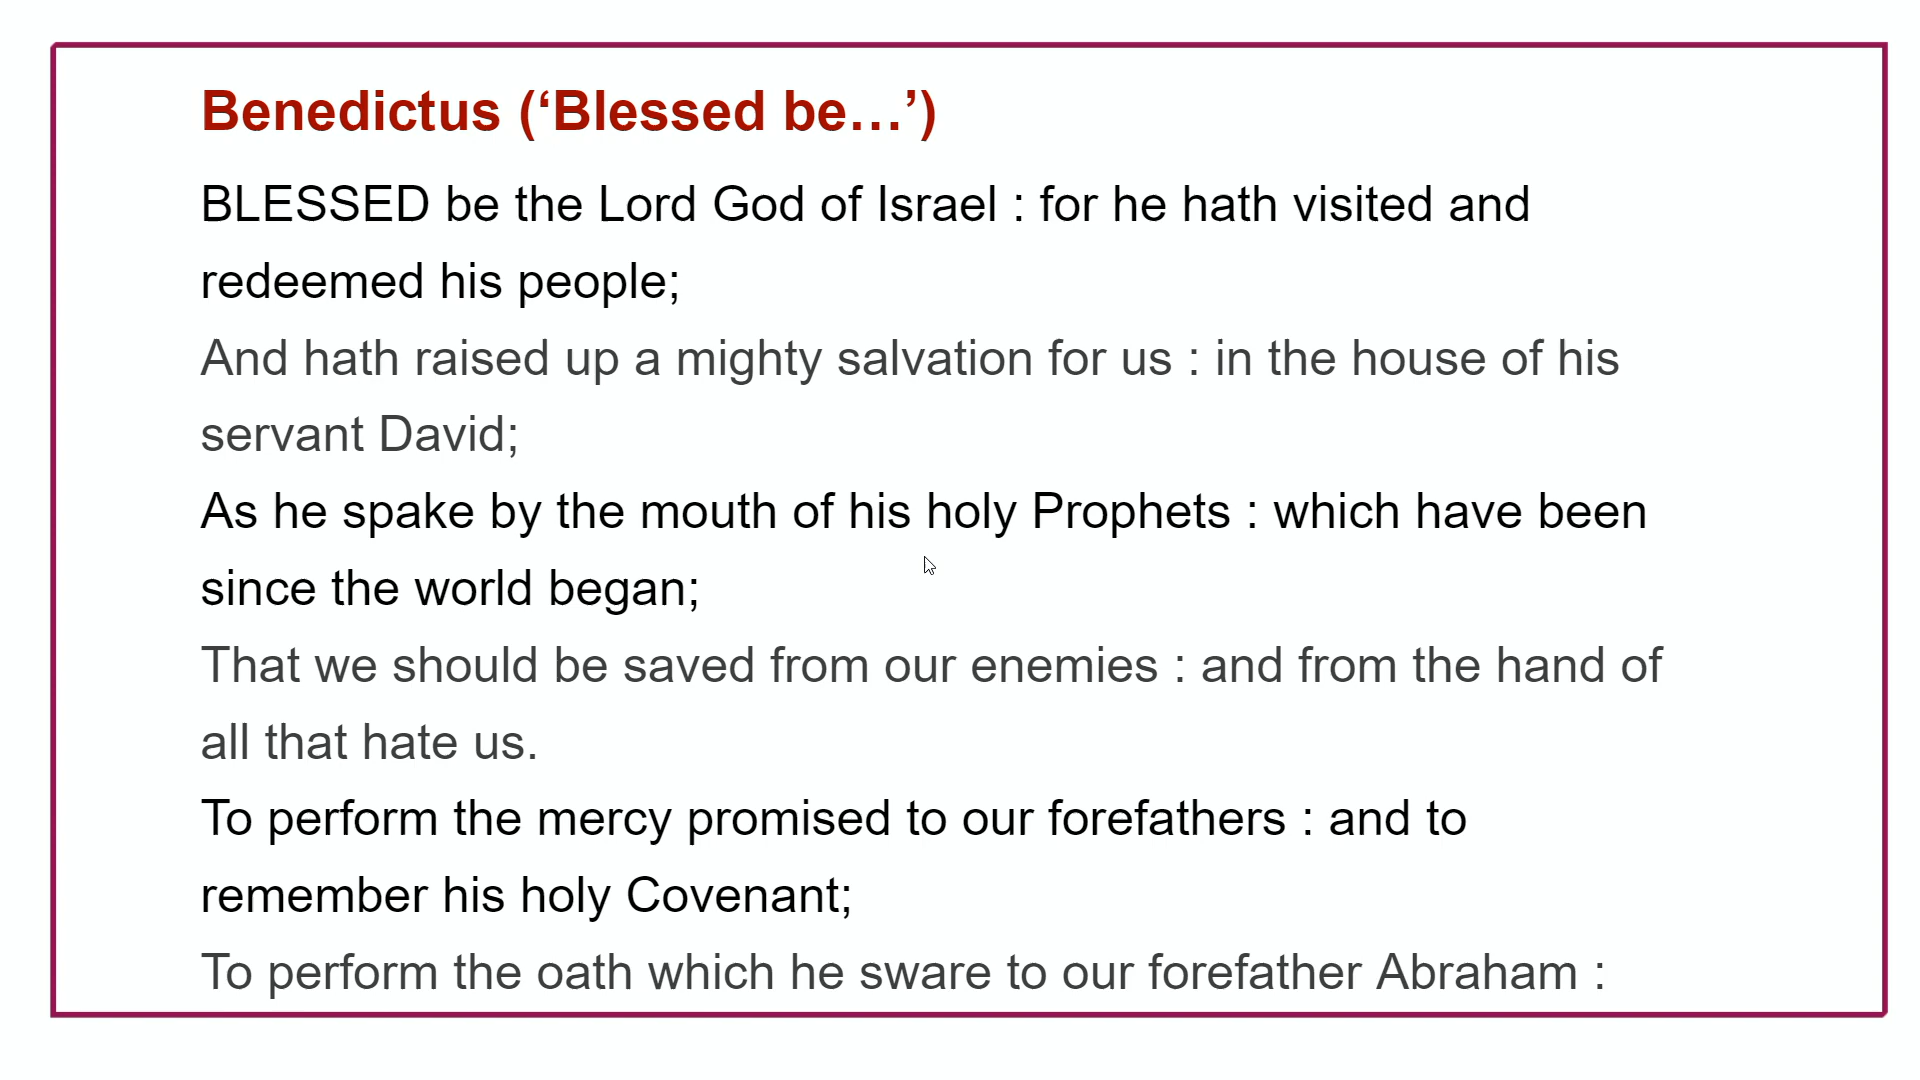 Benedictus (‘Blessed be…’)
BLESSED be the Lord God of Israel : for he hath visited and
redeemed his people;
And hath raised up a mighty salvation for us : in the house of his
servant David;
As he spake by the mouth of his holy Prophets : which have been
since the world began;
That we should be saved from our enemies : and from the hand of
all that hate us.
To perform the mercy promised to our forefathers : and to
remember his holy Covenant;
To perform the oath which he sware to our forefather Abraham :